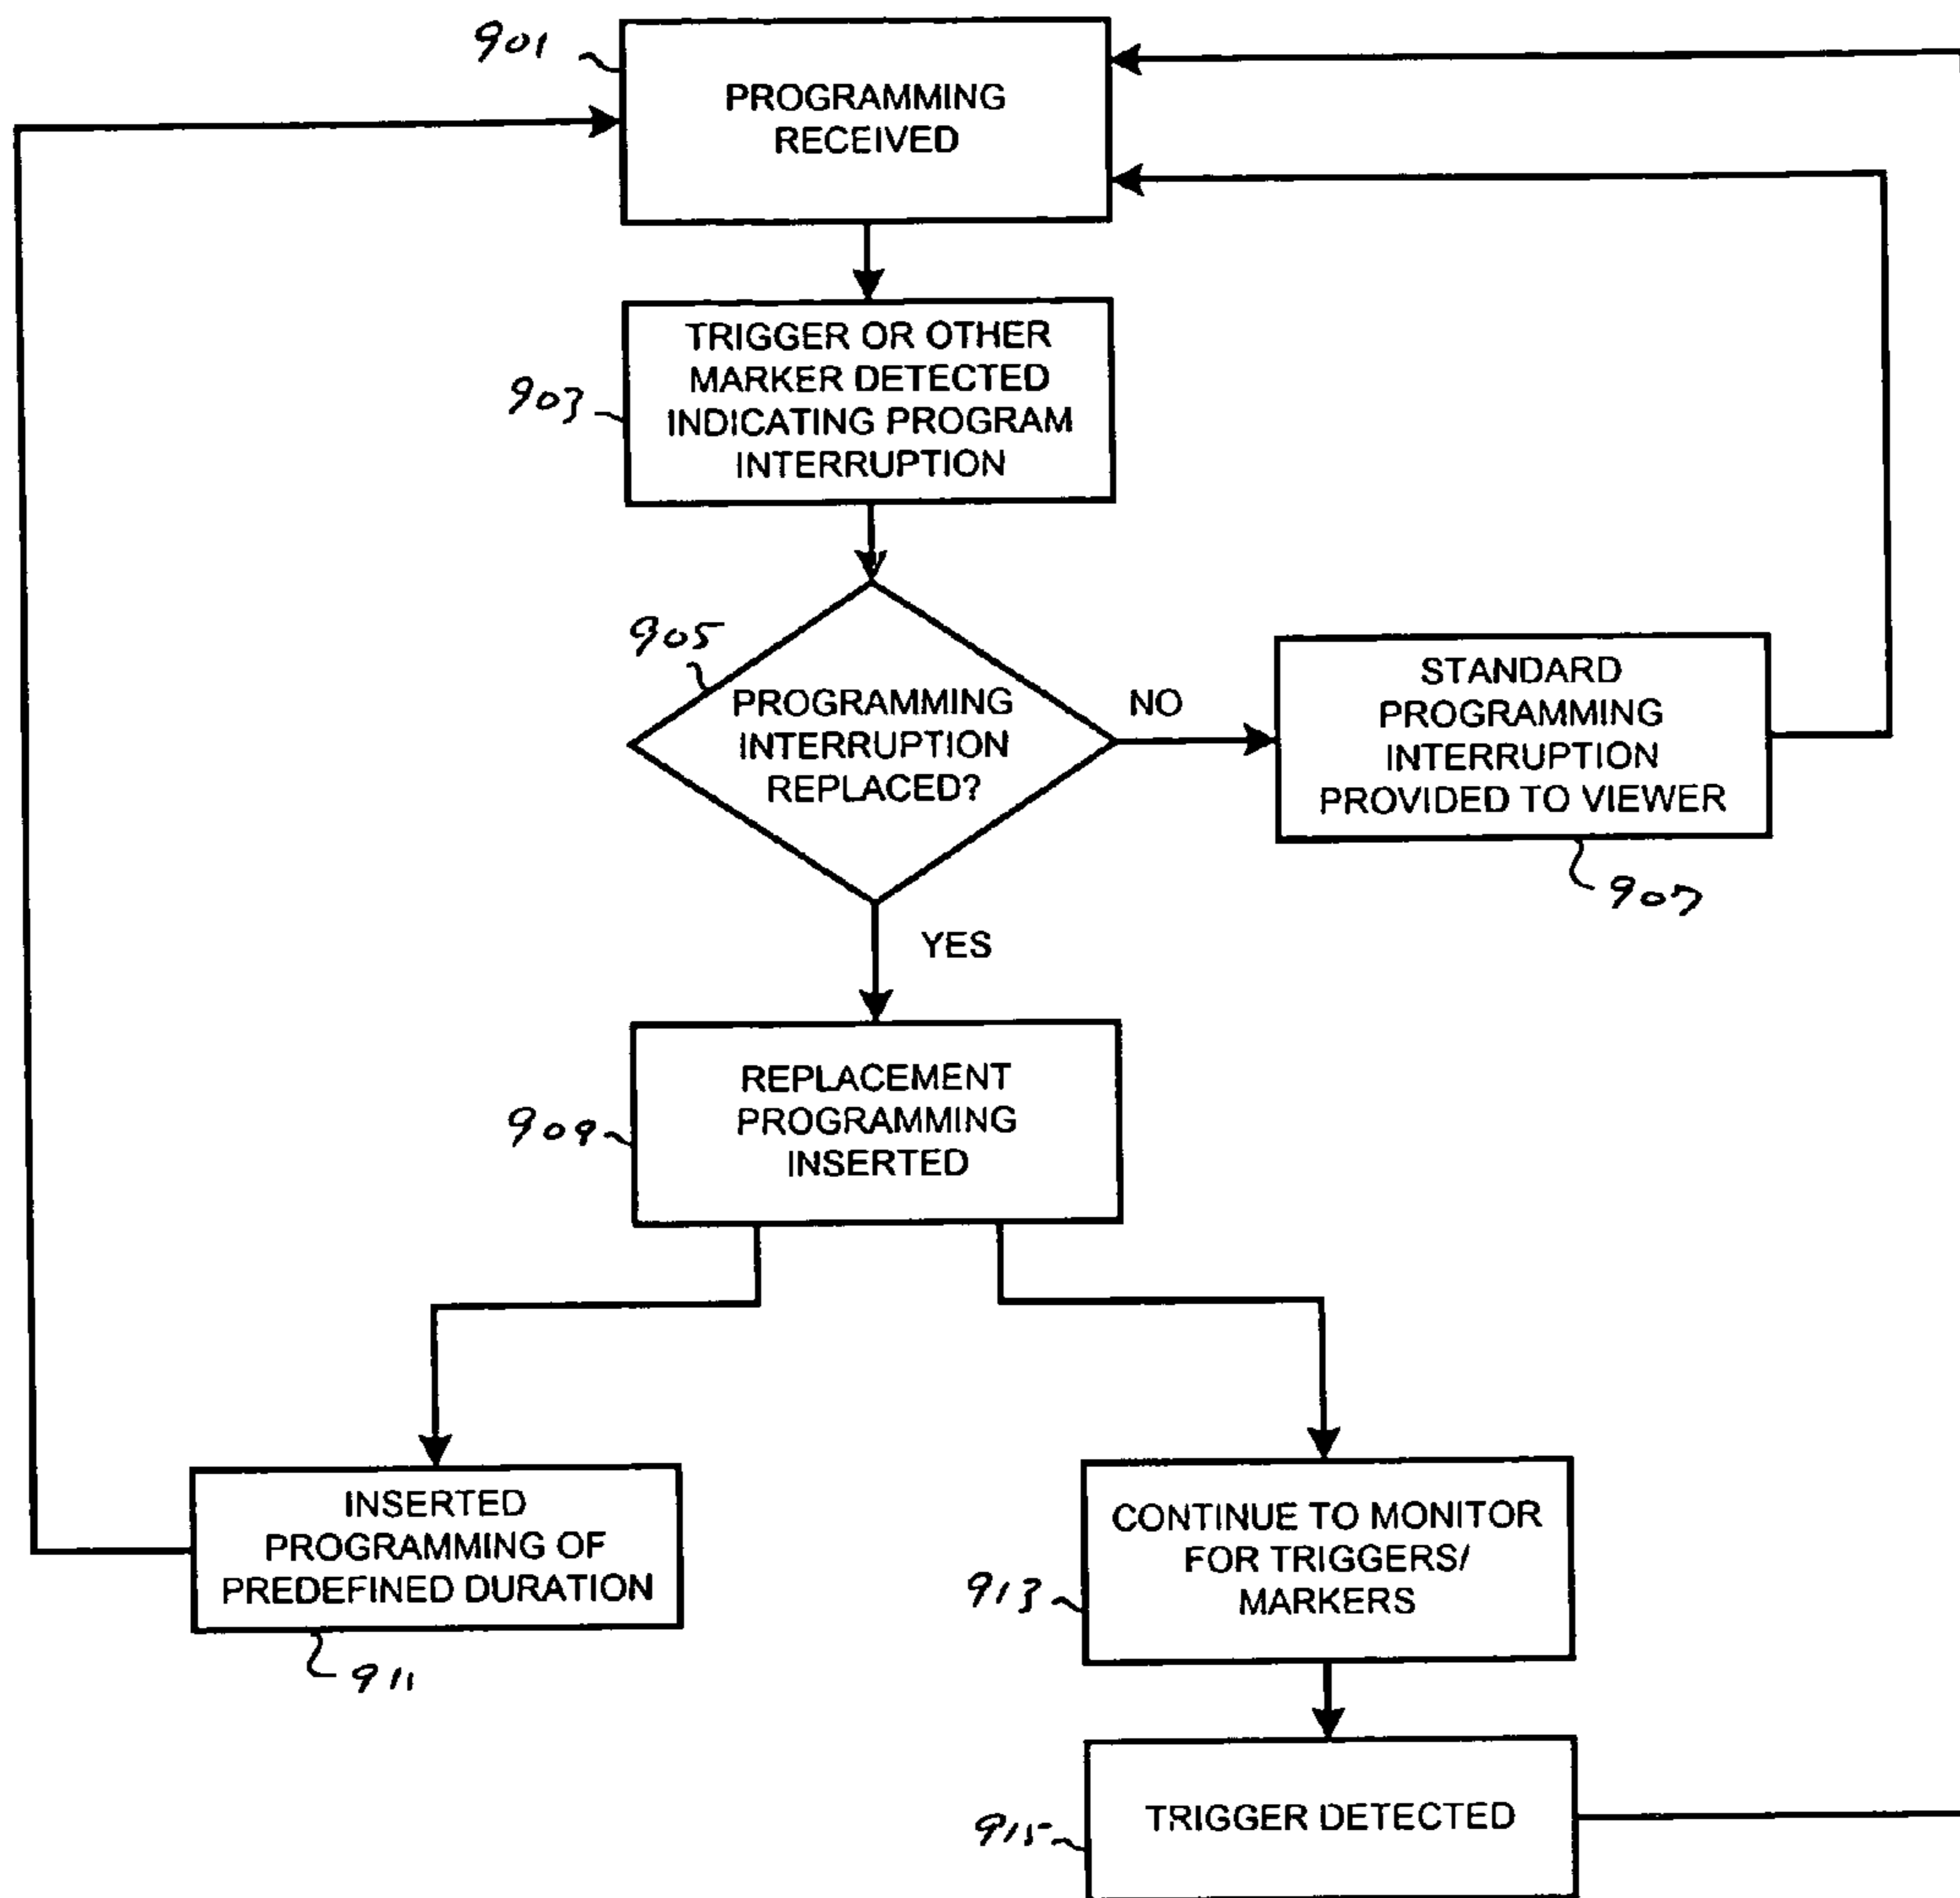 901
PROGRAMMING
RECEIVED
903
TRIGGER OR OTHER
MARKER DETECTED
INDICATING PROGRAM
INTERRUPTION
905
PROGRAMMING
INTERRUPTION
REPLACED?
NO
STANDARD
PROGRAMMING
INTERRUPTION
PROVIDED TO VIEWER
907
YES
909
REPLACEMENT
PROGRAMMING
INSERTED
INSERTED
PROGRAMMING OF
PREDEFINED DURATION
911
913
CONTINUE TO MONITOR
FOR TRIGGERS/
MARKERS
915
TRIGGER DETECTED